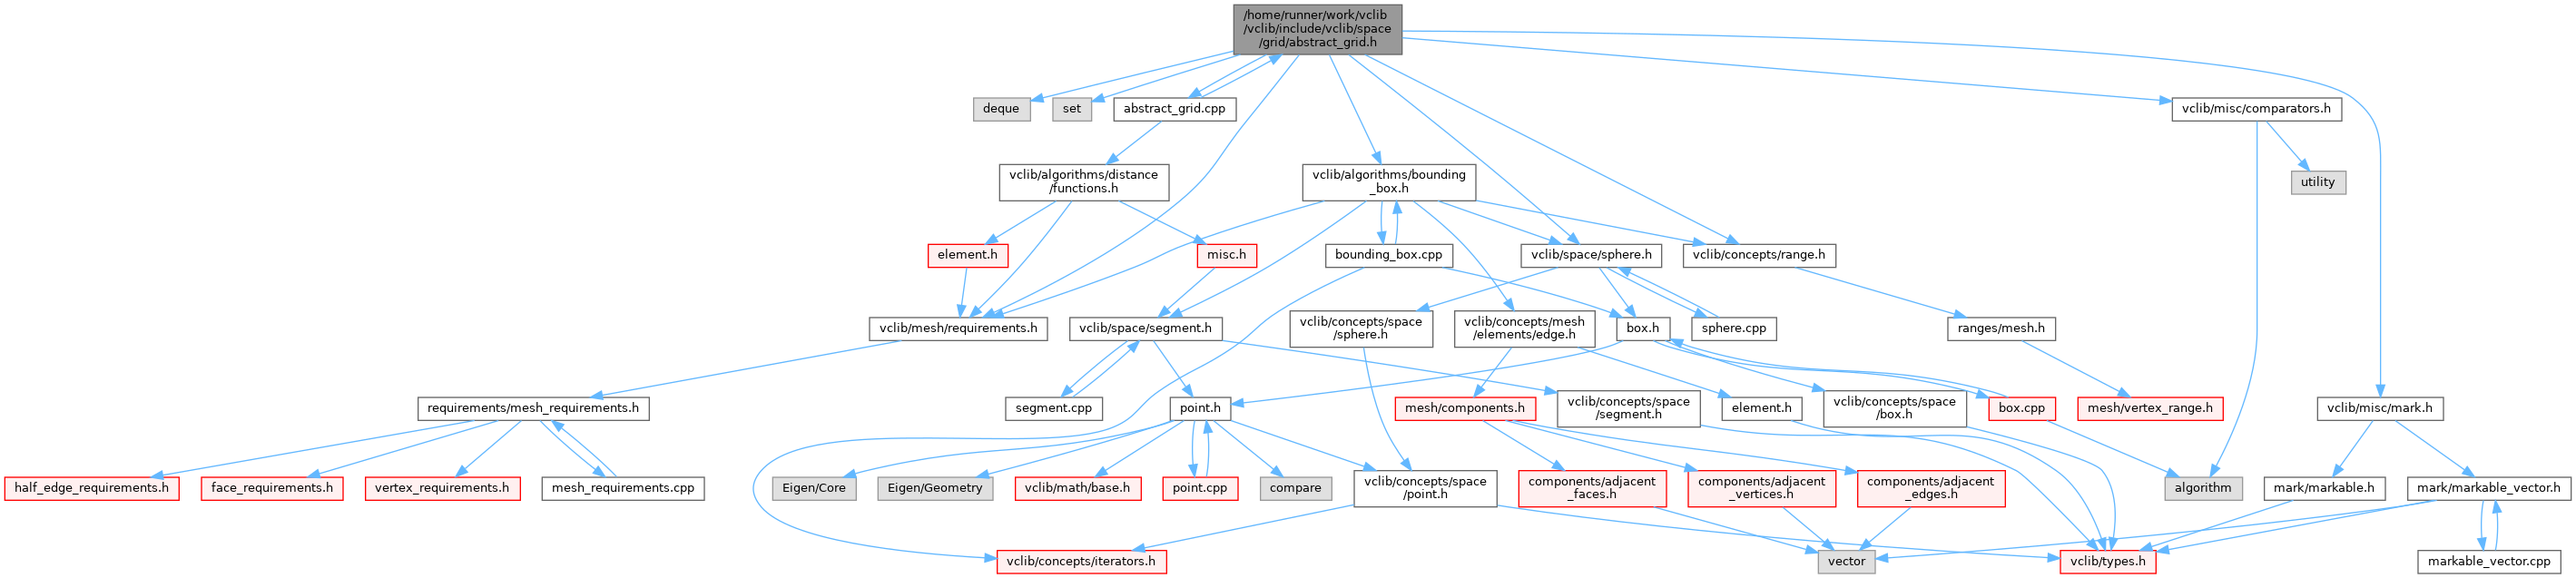 /home/runner/work/vclib
/vclib/include/vclib/space
/grid/abstract_grid.h
deque
set
abstract_grid.cpp
vclib/misc/comparators.h
vclib/algorithms/distance
/functions.h
vclib/algorithms/bounding
_box.h
utility
element.h
misc.h
bounding_box.cpp
vclib/space/sphere.h
vclib/concepts/range.h
vclib/mesh/requirements.h
vclib/space/segment.h
vclib/concepts/space
/sphere.h
vclib/concepts/mesh
/elements/edge.h
box.h
sphere.cpp
ranges/mesh.h
requirements/mesh_requirements.h
segment.cpp
point.h
mesh/components.h
vclib/concepts/space
/segment.h
element.h
vclib/concepts/space
/box.h
box.cpp
mesh/vertex_range.h
vclib/misc/mark.h
half_edge_requirements.h
face_requirements.h
vertex_requirements.h
mesh_requirements.cpp
Eigen/Core
Eigen/Geometry
vclib/math/base.h
point.cpp
compare
vclib/concepts/space
/point.h
components/adjacent
_faces.h
components/adjacent
_vertices.h
components/adjacent
_edges.h
algorithm
mark/markable.h
mark/markable_vector.h
vclib/concepts/iterators.h
vector
vclib/types.h
markable_vector.cpp